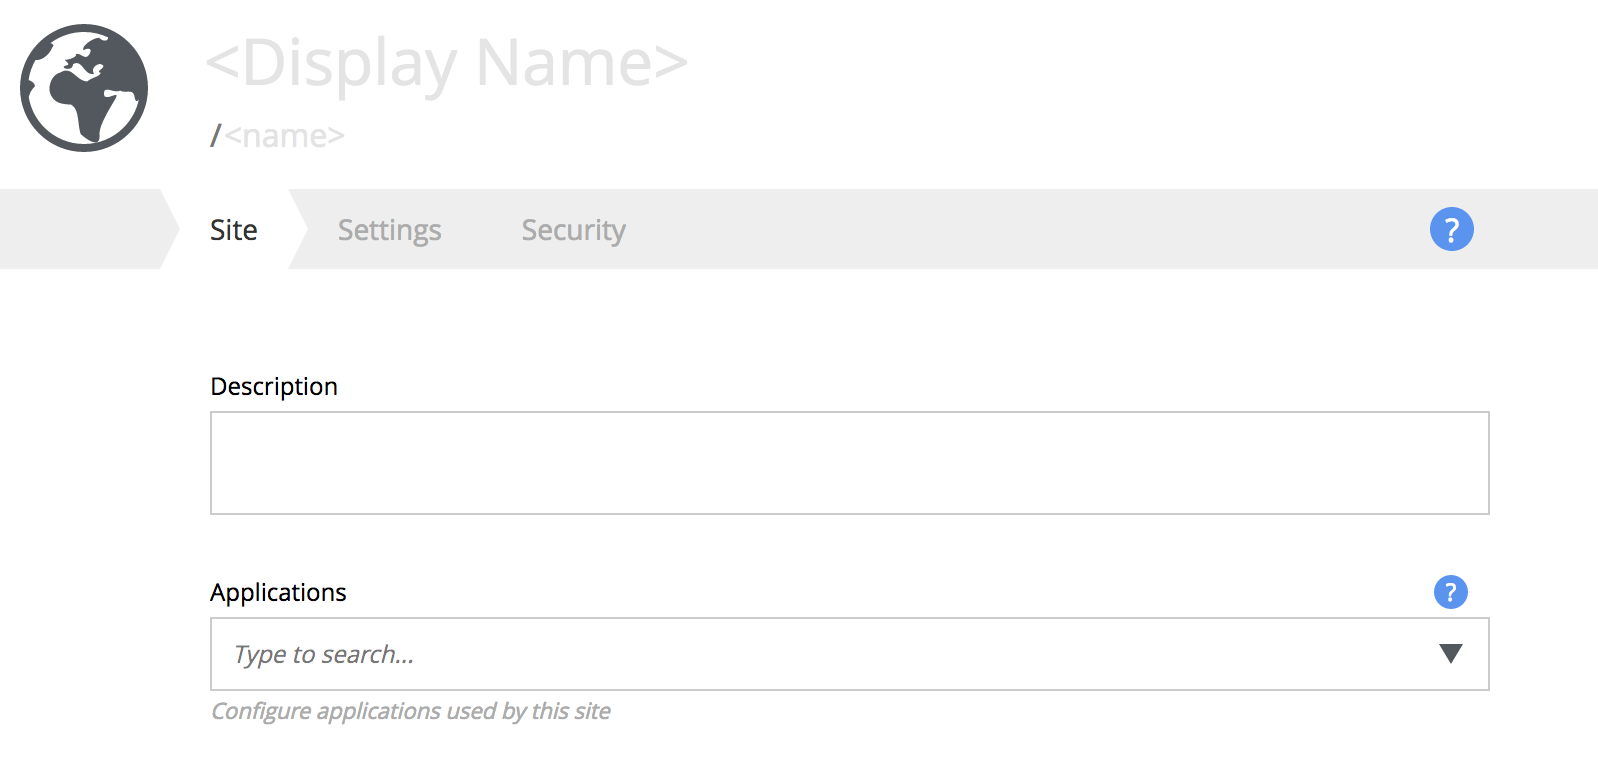 <Display Name>
/<name>
Site Settings Security ?
Description
Applications ?
Type to search...
Configure applications used by this site